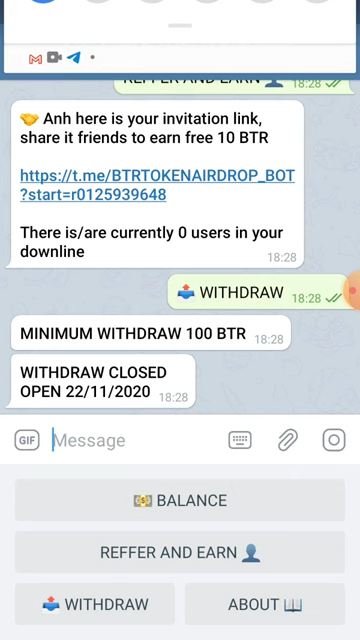 REFFER AND EARN 👤 18:28
🤝 Anh here is your invitation link,
share it friends to earn free 10 BTR
https://t.me/BTRTOKENAIRDROP_BOT
?start=r0125939648
There is/are currently 0 users in your
downline 18:28
📤 WITHDRAW 18:28
MINIMUM WITHDRAW 100 BTR 18:28
WITHDRAW CLOSED
OPEN 22/11/2020 18:28
GIF Message
💵 BALANCE
REFFER AND EARN 👤
📤 WITHDRAW ABOUT 📖